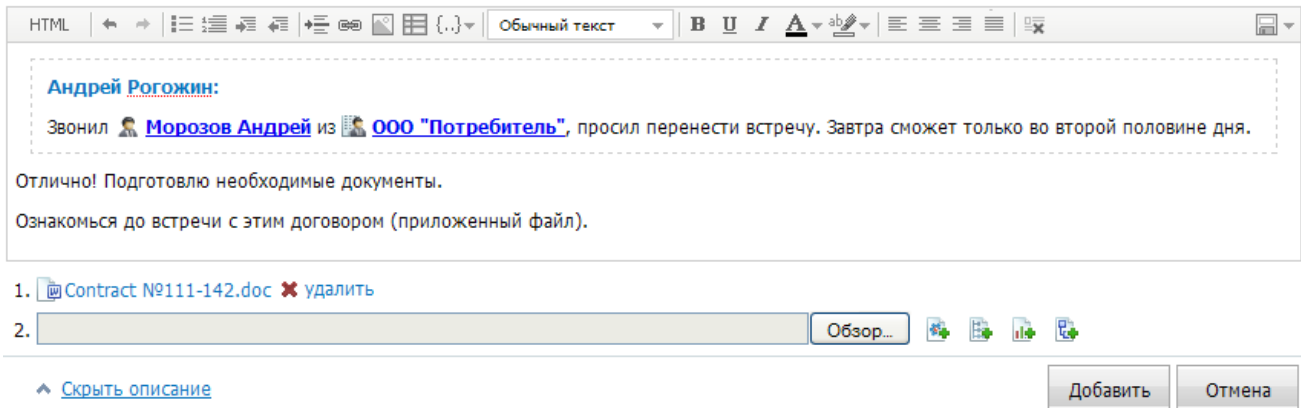 HTML {..} Обычный текст B U I A ab
Андрей Рогожин:
Звонил Морозов Андрей из ООО "Потребитель", просил перенести встречу. Завтра сможет только во второй половине дня.
Отлично! Подготовлю необходимые документы.
Ознакомься до встречи с этим договором (приложенный файл).
1. Contract №111-142.doc удалить
2. Обзор...
Скрыть описание Добавить Отмена